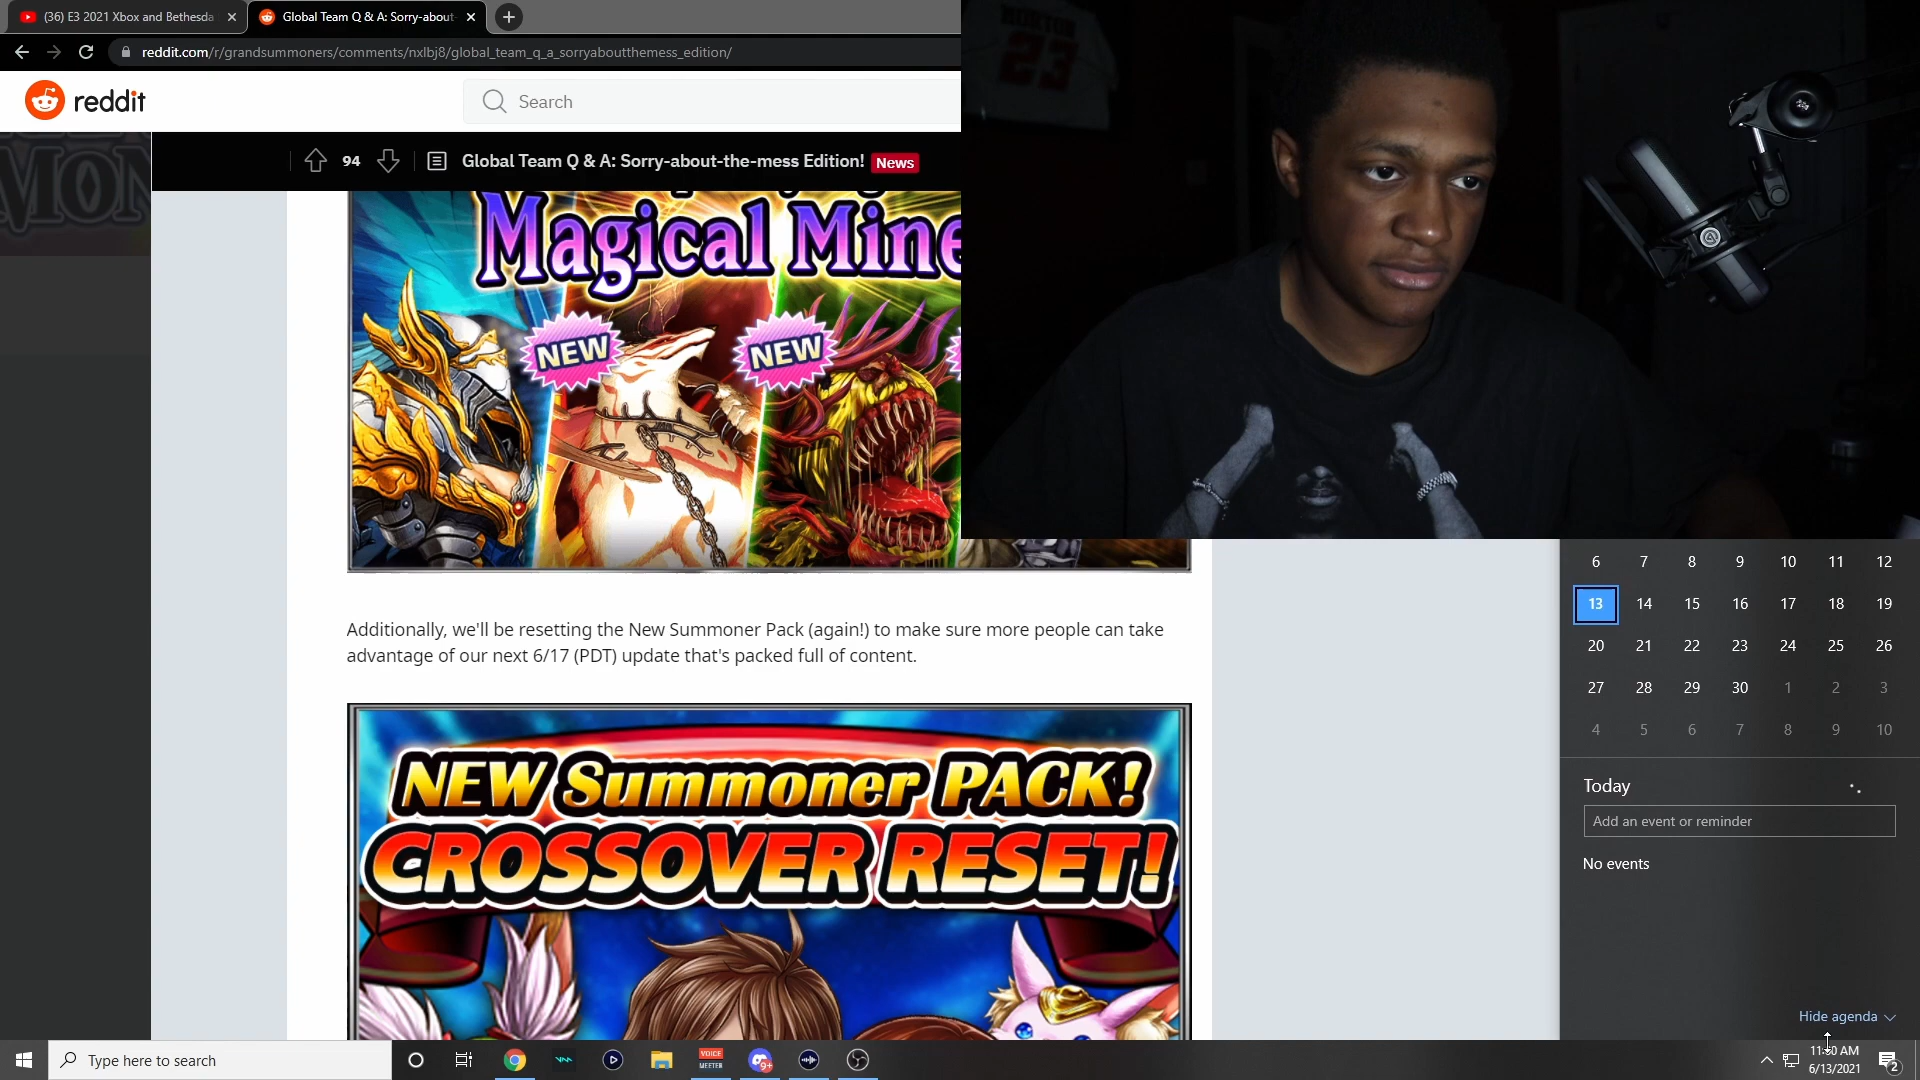 (36) E3 2021 Xbox and Bethesda
Global Team Q & A: Sorry-about-
reddit.com/r/grandsummoners/comments/nxlbj8/global_team_q_a_sorryaboutthemess_edition/
reddit
Search
94
Global Team Q & A: Sorry-about-the-mess Edition!
News
Magical Mine
NEW
NEW
Additionally, we'll be resetting the New Summoner Pack (again!) to make sure more people can take
advantage of our next 6/17 (PDT) update that's packed full of content.
NEW Summoner PACK!
CROSSOVER RESET!
HORTON
23
6 7 8 9 10 11 12
13 14 15 16 17 18 19
20 21 22 23 24 25 26
27 28 29 30 1 2 3
4 5 6 7 8 9 10
Today
Add an event or reminder
No events
Hide agenda
Type here to search
VOICE
MEETER
9+
6/13/2021
2